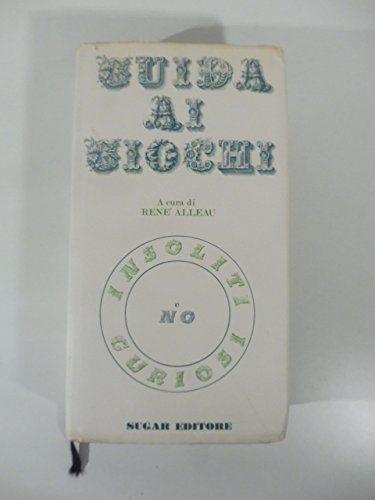 GUIDA
AI
GIOCHI
A cura di
RENE' ALLEAU
INSOLITI
e
NO
CURIOSI
SUGAR EDITORE